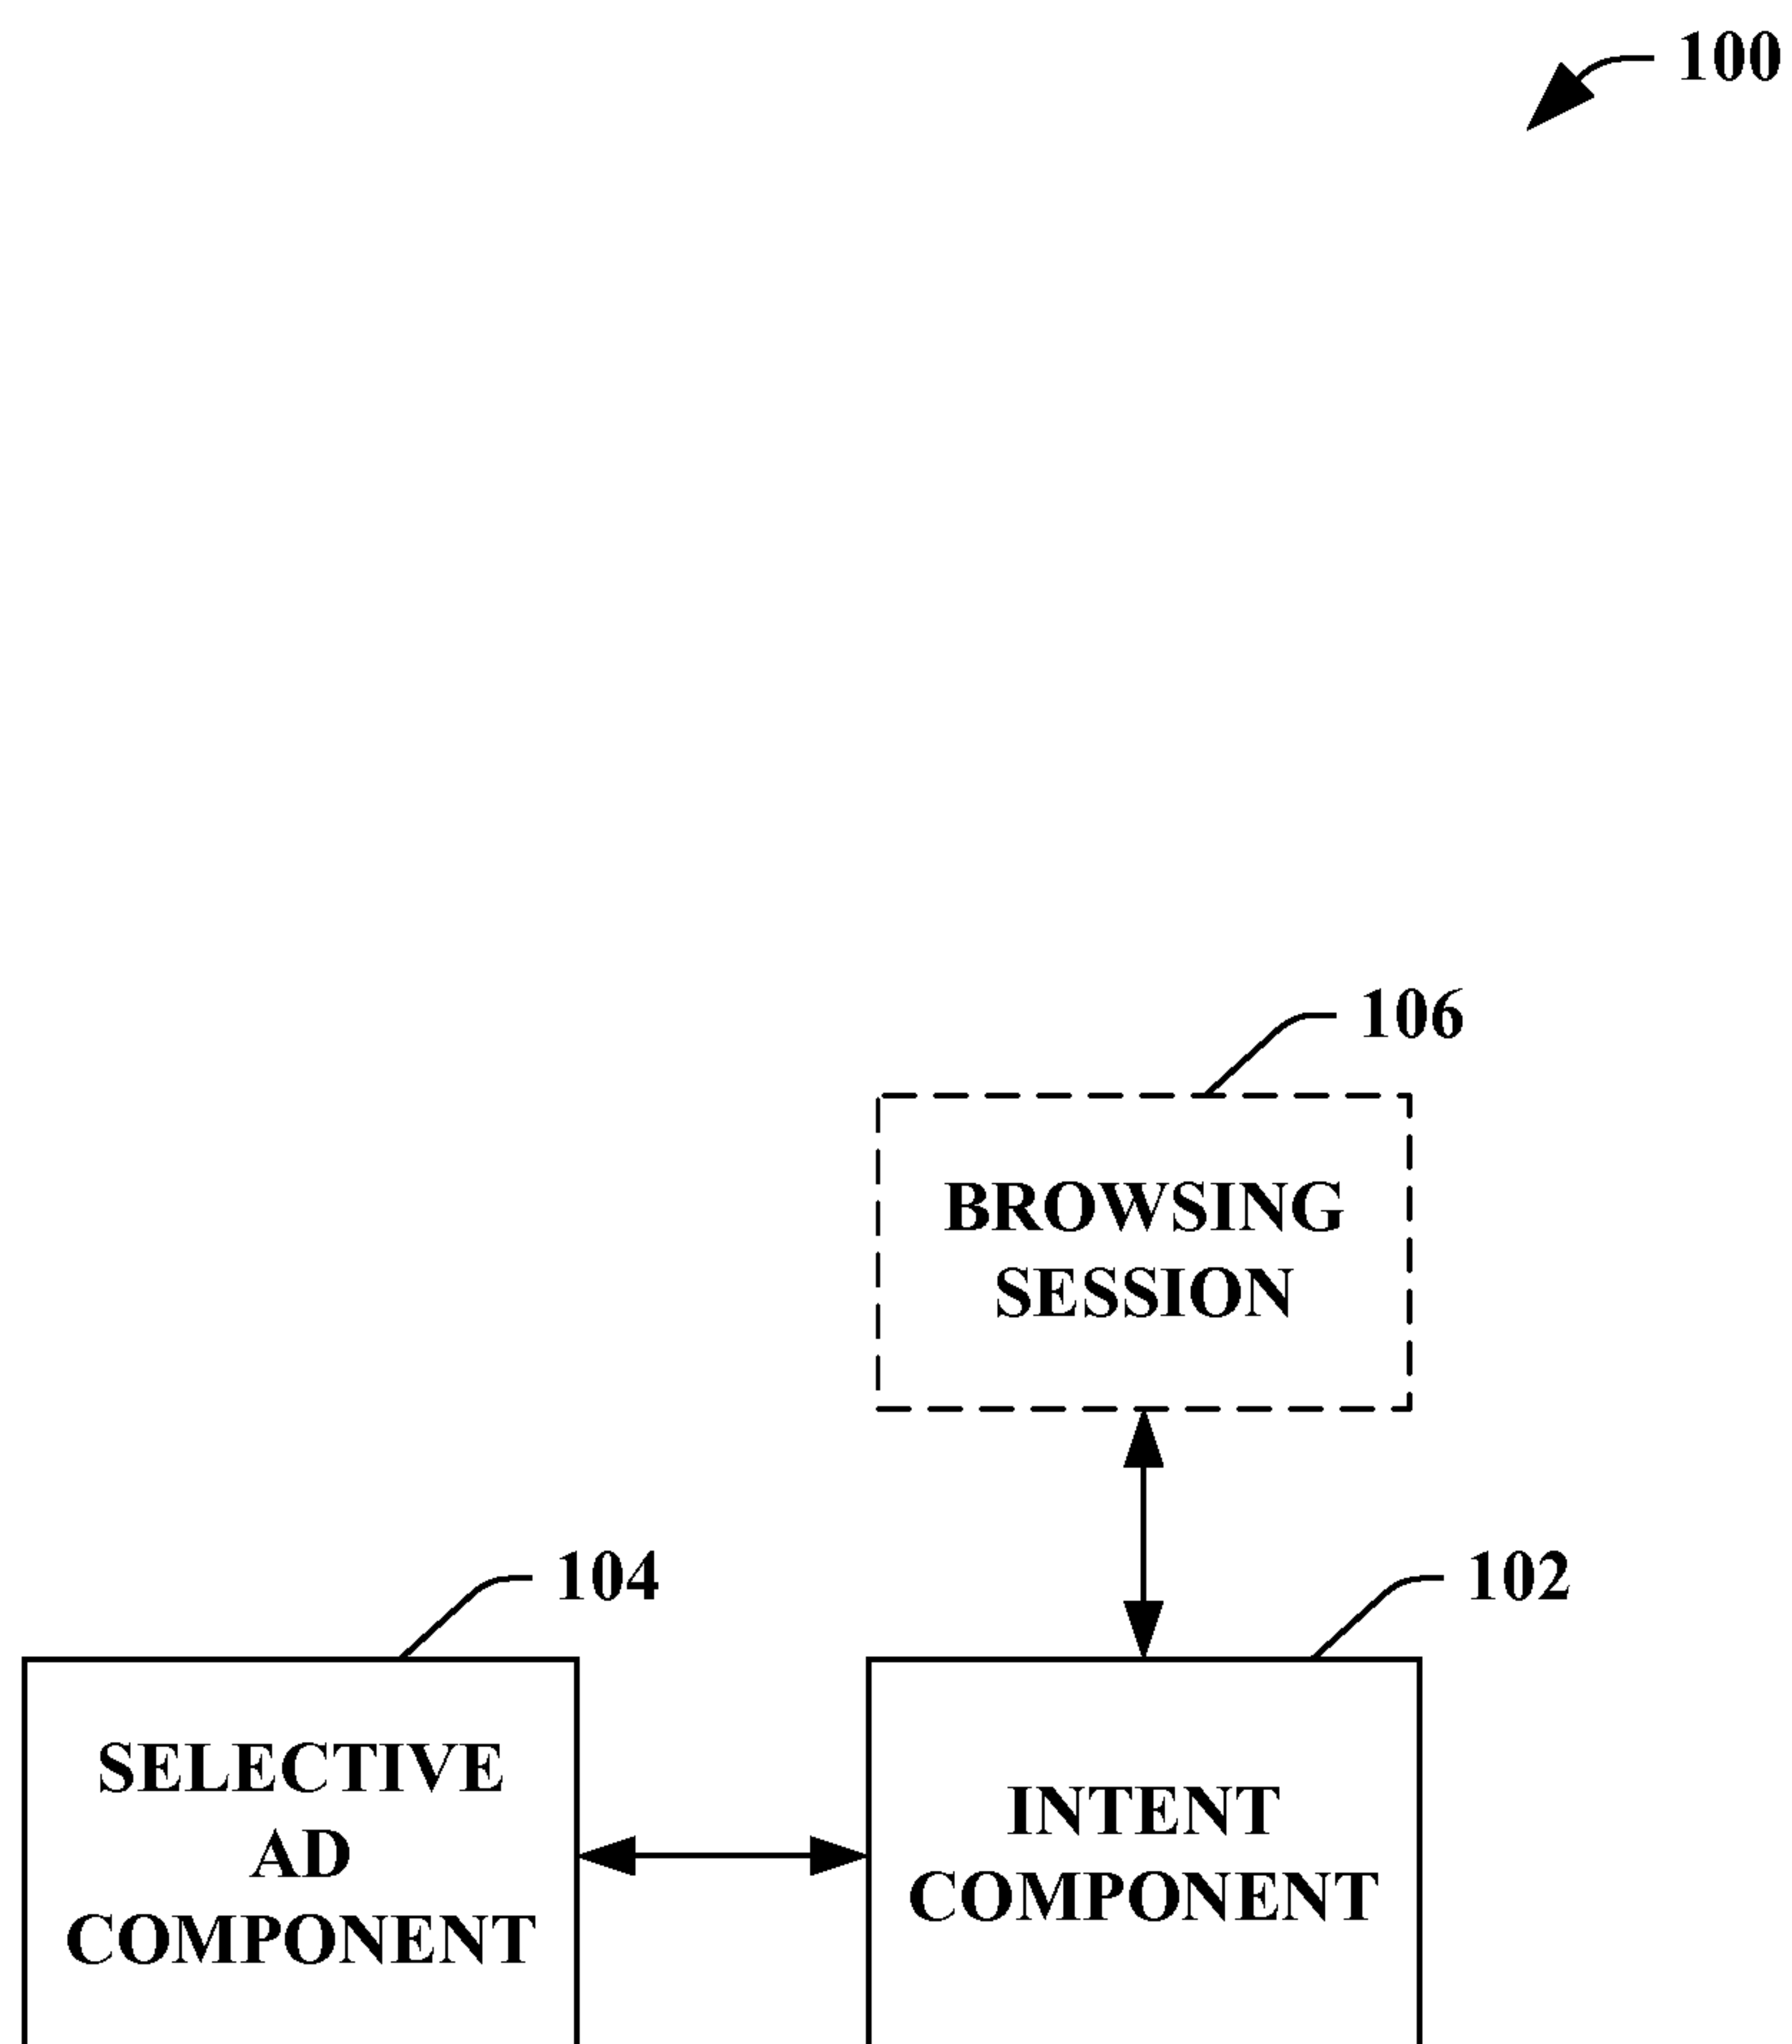 100
106
BROWSING
SESSION
104
102
SELECTIVE
AD
COMPONENT
INTENT
COMPONENT